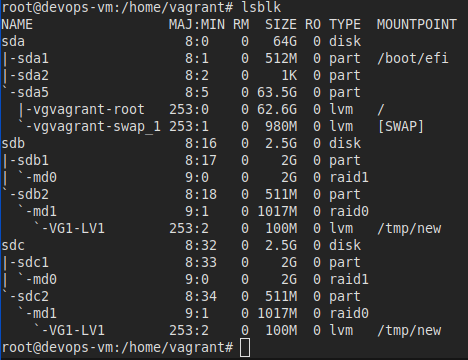 root@devops-vm:/home/vagrant# lsblk
NAME                 MAJ:MIN RM  SIZE RO TYPE  MOUNTPOINT
sda                    8:0    0   64G  0 disk
|-sda1                 8:1    0  512M  0 part  /boot/efi
|-sda2                 8:2    0    1K  0 part
`-sda5                 8:5    0 63.5G  0 part
  |-vgvagrant-root   253:0    0 62.6G  0 lvm   /
  `-vgvagrant-swap_1 253:1    0  980M  0 lvm   [SWAP]
sdb                    8:16   0  2.5G  0 disk
|-sdb1                 8:17   0    2G  0 part
| `-md0                9:0    0    2G  0 raid1
`-sdb2                 8:18   0  511M  0 part
  `-md1                9:1    0 1017M  0 raid0
    `-VG1-LV1        253:2    0  100M  0 lvm   /tmp/new
sdc                    8:32   0  2.5G  0 disk
|-sdc1                 8:33   0    2G  0 part
| `-md0                9:0    0    2G  0 raid1
`-sdc2                 8:34   0  511M  0 part
  `-md1                9:1    0 1017M  0 raid0
    `-VG1-LV1        253:2    0  100M  0 lvm   /tmp/new
root@devops-vm:/home/vagrant#